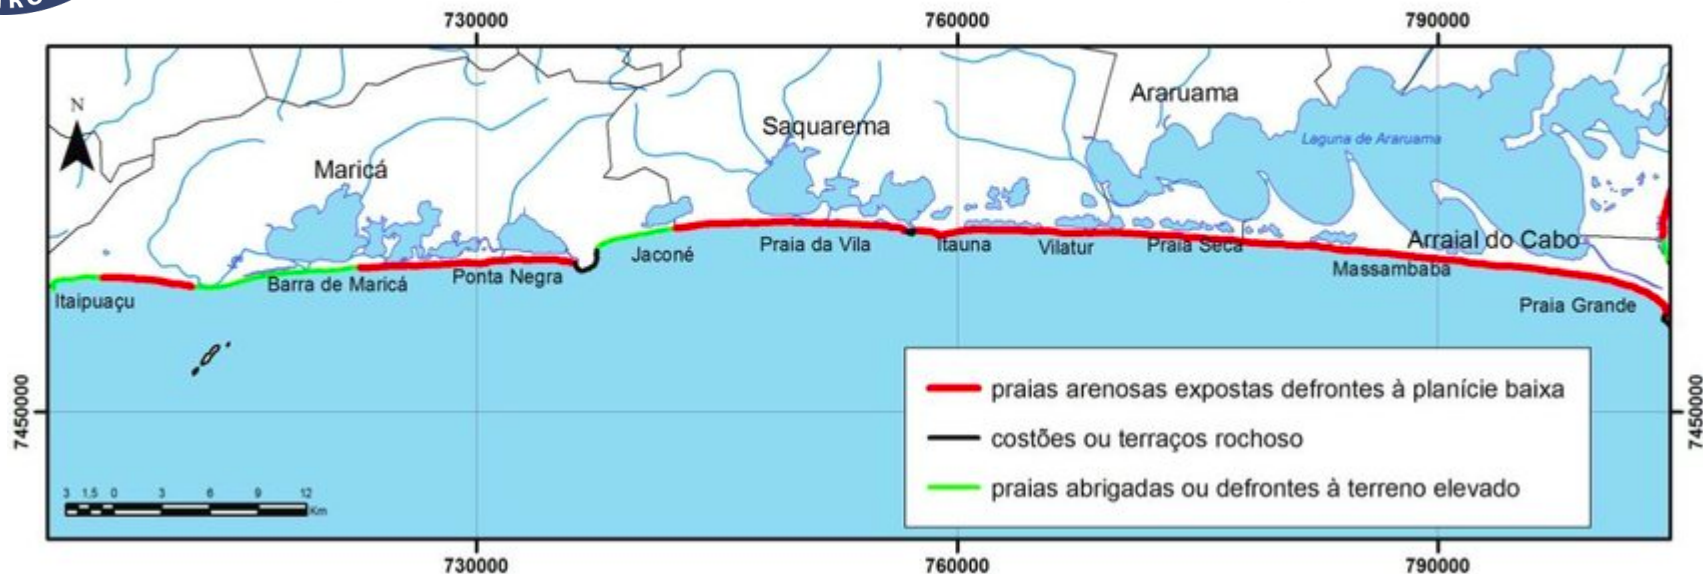 730000 760000 790000
N
Araruama
Saquarema
Laguna de Araruama
Maricá
Arraial do Cabo
Jaconé
Praia da Vila
Itauna
Vilatur
Praia Seca
Massambaba
Ponta Negra
Barra de Maricá
Itaipuaçu
Praia Grande
praias arenosas expostas defrontes à planície baixa
costões ou terraços rochoso
praias abrigadas ou defrontes à terreno elevado
7450000
7450000
3 1,5 0 3 6 9 12
Km
730000 760000 790000